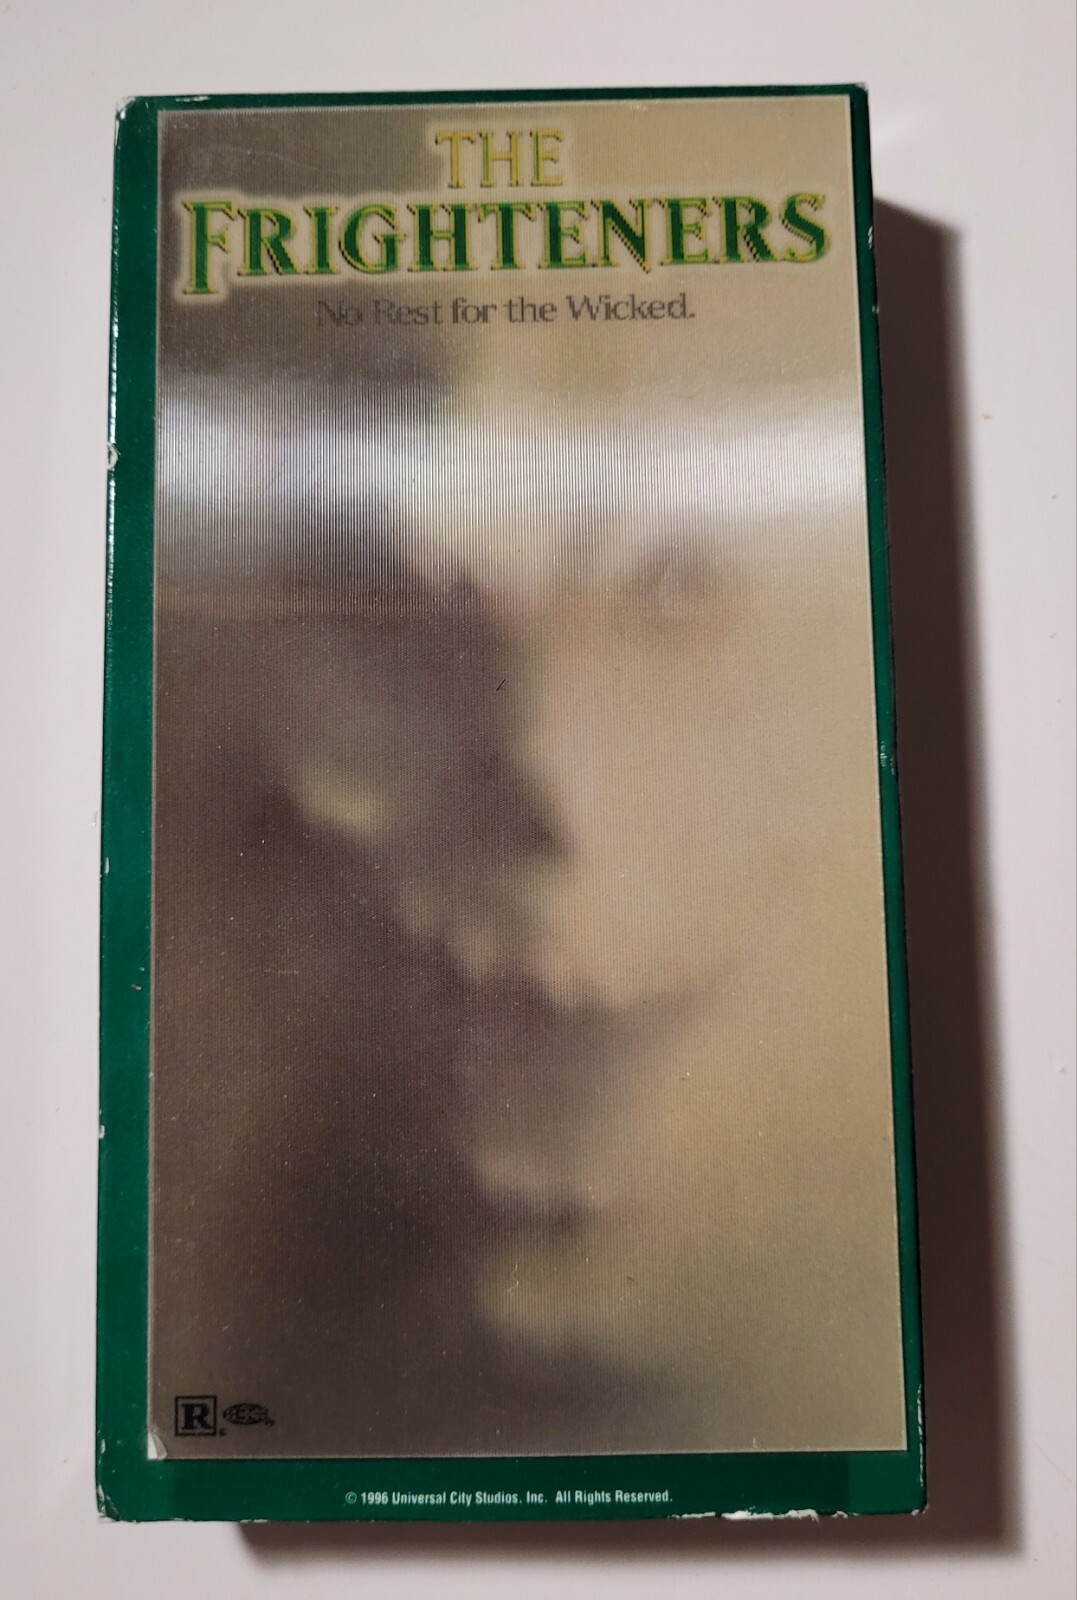 THE
FRIGHTENERS
No Rest for the Wicked.
R
© 1996 Universal City Studios, Inc. All Rights Reserved.